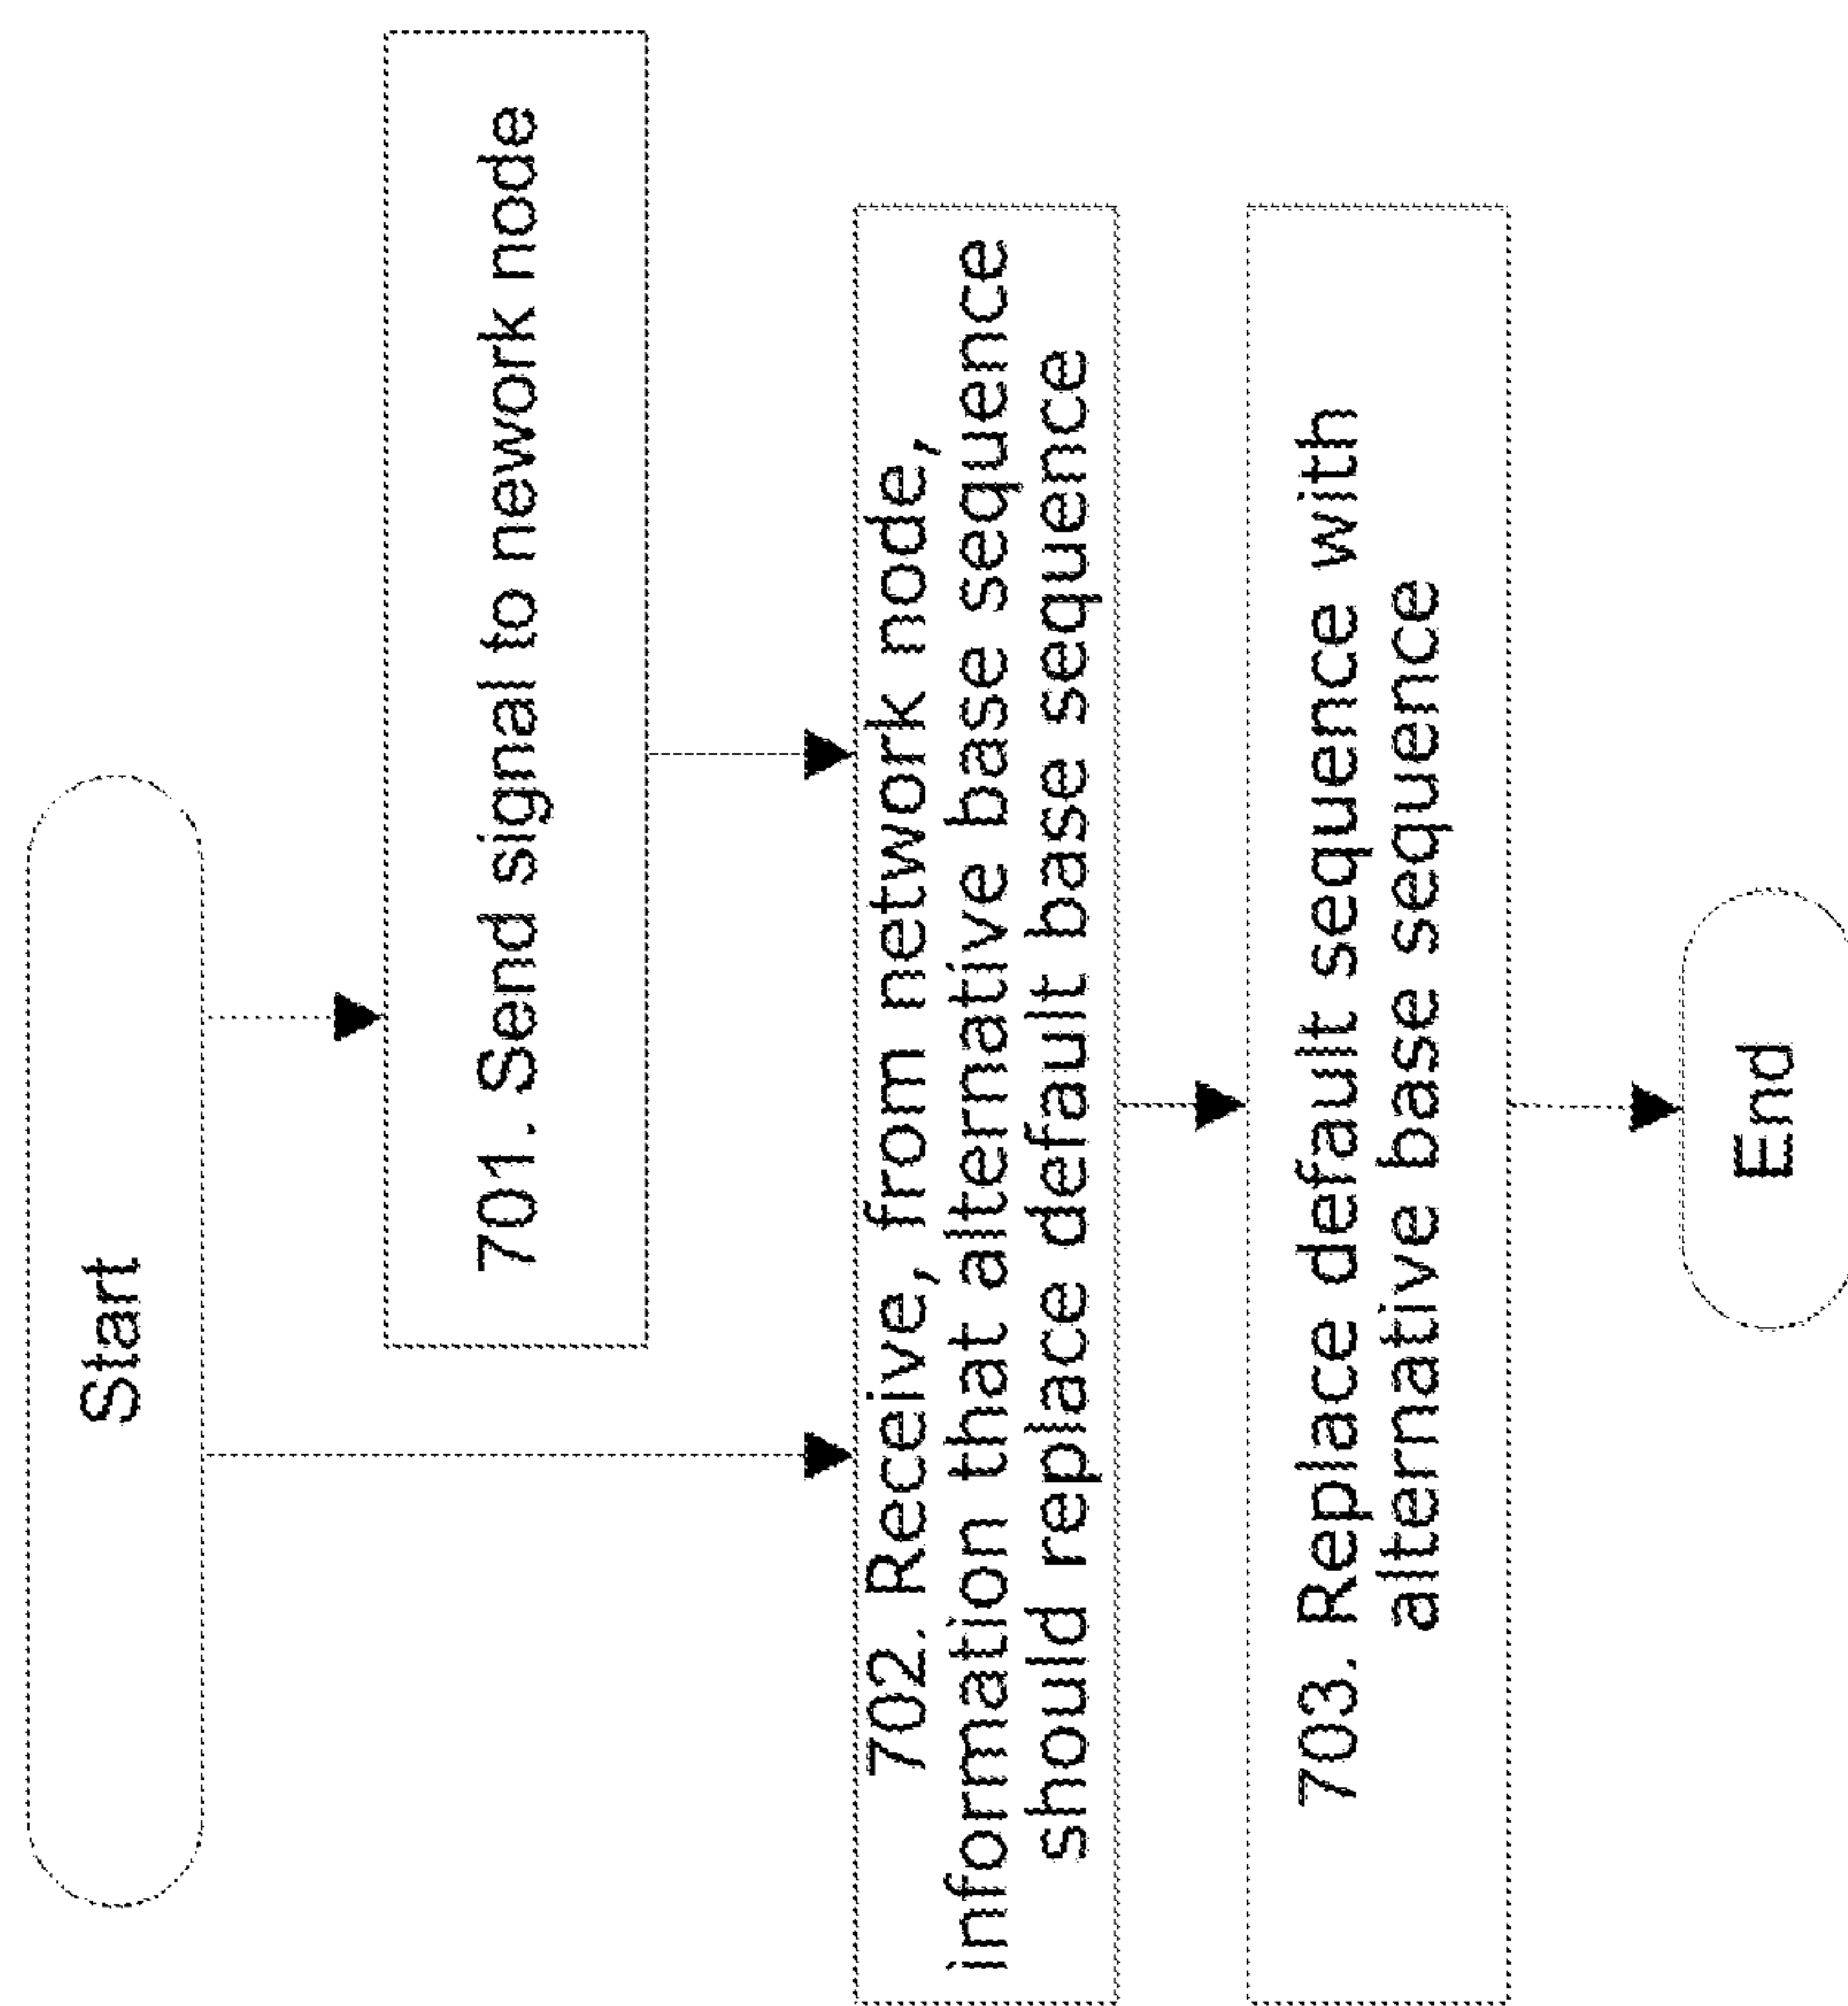 Start
701. Send signal to nework node
702. Receive, from network node,
information that alternative base sequence
should replace default base sequence
703. Replace default sequence with
alternative base sequence
End